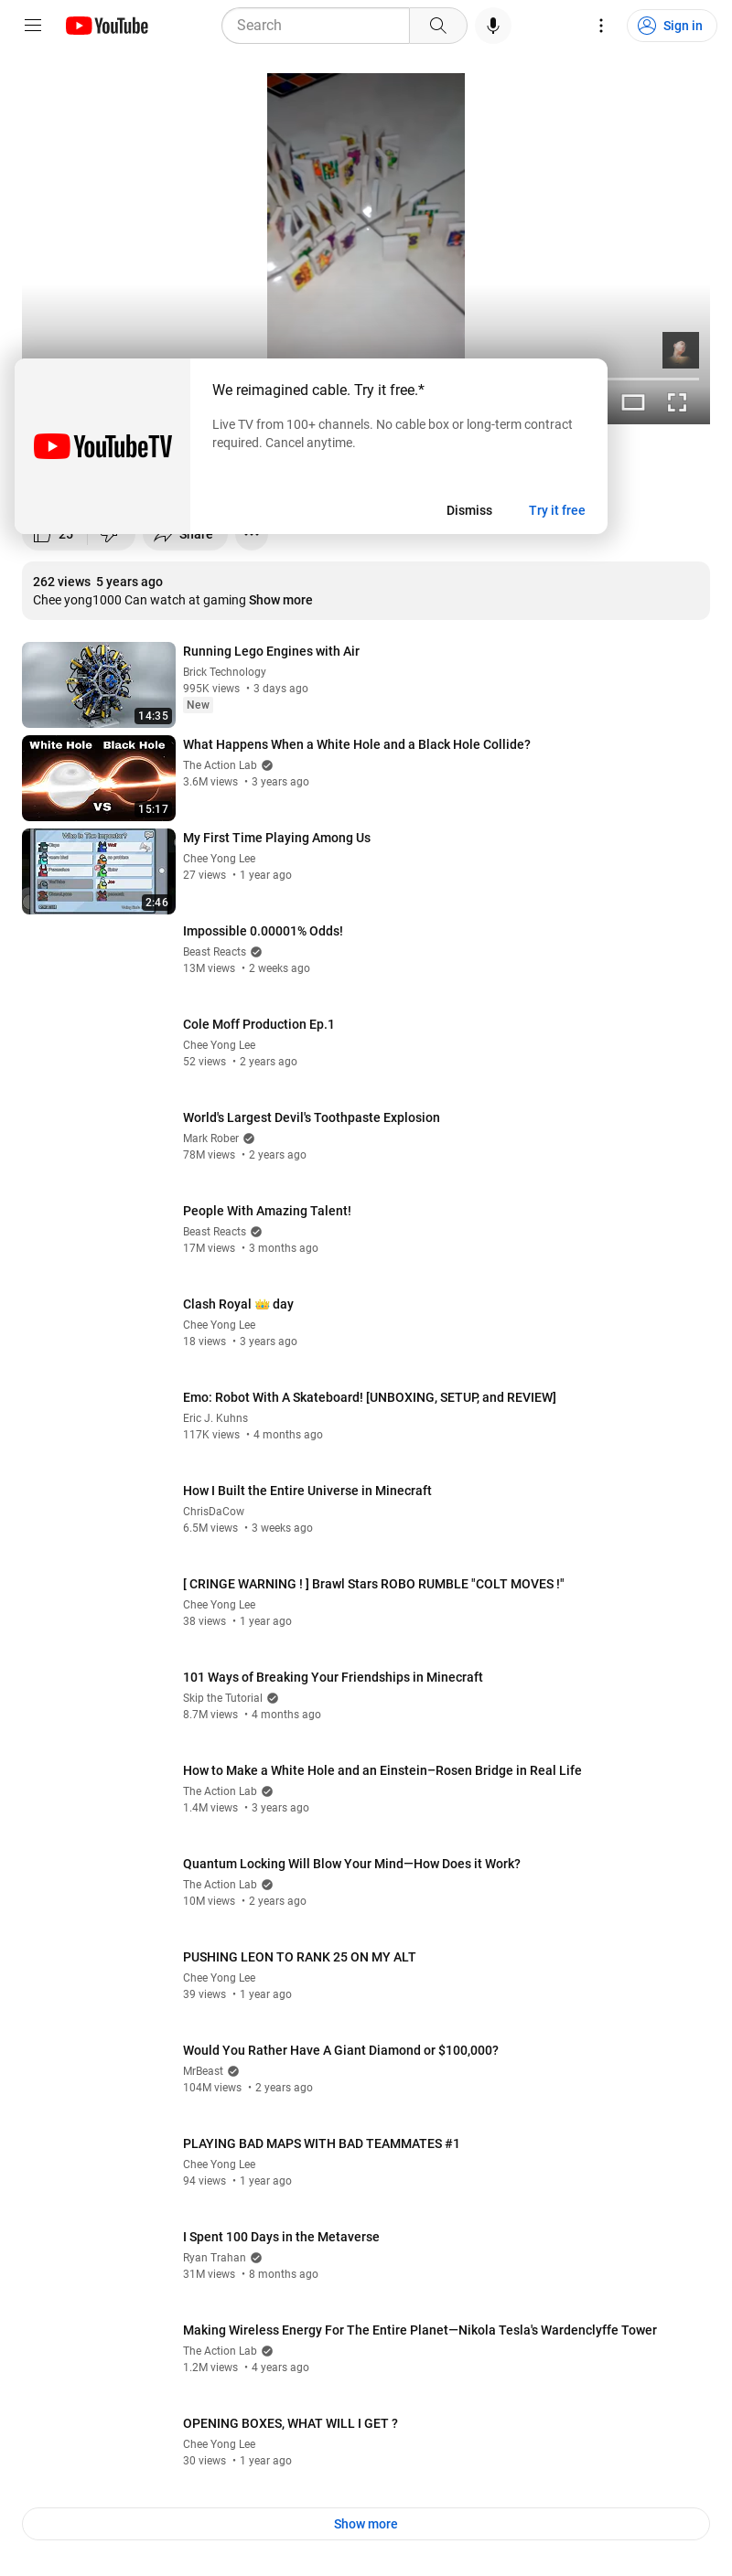 YouTube
Search
Sign in
We reimagined cable. Try it free.*
Live TV from 100+ channels. No cable box or long-term contract
required. Cancel anytime.
YouTubeTV
Dismiss
Try it free
25
Share
262 views 5 years ago
Chee yong1000 Can watch at gaming Show more
Running Lego Engines with Air
Brick Technology
995K views • 3 days ago
New
14:35
White Hole Black Hole
VS
15:17
What Happens When a White Hole and a Black Hole Collide?
The Action Lab
3.6M views • 3 years ago
Who Is The Impostor?
2:46
My First Time Playing Among Us
Chee Yong Lee
27 views • 1 year ago
Impossible 0.00001% Odds!
Beast Reacts
13M views • 2 weeks ago
Cole Moff Production Ep.1
Chee Yong Lee
52 views • 2 years ago
World's Largest Devil's Toothpaste Explosion
Mark Rober
78M views • 2 years ago
People With Amazing Talent!
Beast Reacts
17M views • 3 months ago
Clash Royal 👑 day
Chee Yong Lee
18 views • 3 years ago
Emo: Robot With A Skateboard! [UNBOXING, SETUP, and REVIEW]
Eric J. Kuhns
117K views • 4 months ago
How I Built the Entire Universe in Minecraft
ChrisDaCow
6.5M views • 3 weeks ago
[ CRINGE WARNING ! ] Brawl Stars ROBO RUMBLE "COLT MOVES !"
Chee Yong Lee
38 views • 1 year ago
101 Ways of Breaking Your Friendships in Minecraft
Skip the Tutorial
8.7M views • 4 months ago
How to Make a White Hole and an Einstein–Rosen Bridge in Real Life
The Action Lab
1.4M views • 3 years ago
Quantum Locking Will Blow Your Mind—How Does it Work?
The Action Lab
10M views • 2 years ago
PUSHING LEON TO RANK 25 ON MY ALT
Chee Yong Lee
39 views • 1 year ago
Would You Rather Have A Giant Diamond or $100,000?
MrBeast
104M views • 2 years ago
PLAYING BAD MAPS WITH BAD TEAMMATES #1
Chee Yong Lee
94 views • 1 year ago
I Spent 100 Days in the Metaverse
Ryan Trahan
31M views • 8 months ago
Making Wireless Energy For The Entire Planet—Nikola Tesla's Wardenclyffe Tower
The Action Lab
1.2M views • 4 years ago
OPENING BOXES, WHAT WILL I GET ?
Chee Yong Lee
30 views • 1 year ago
Show more